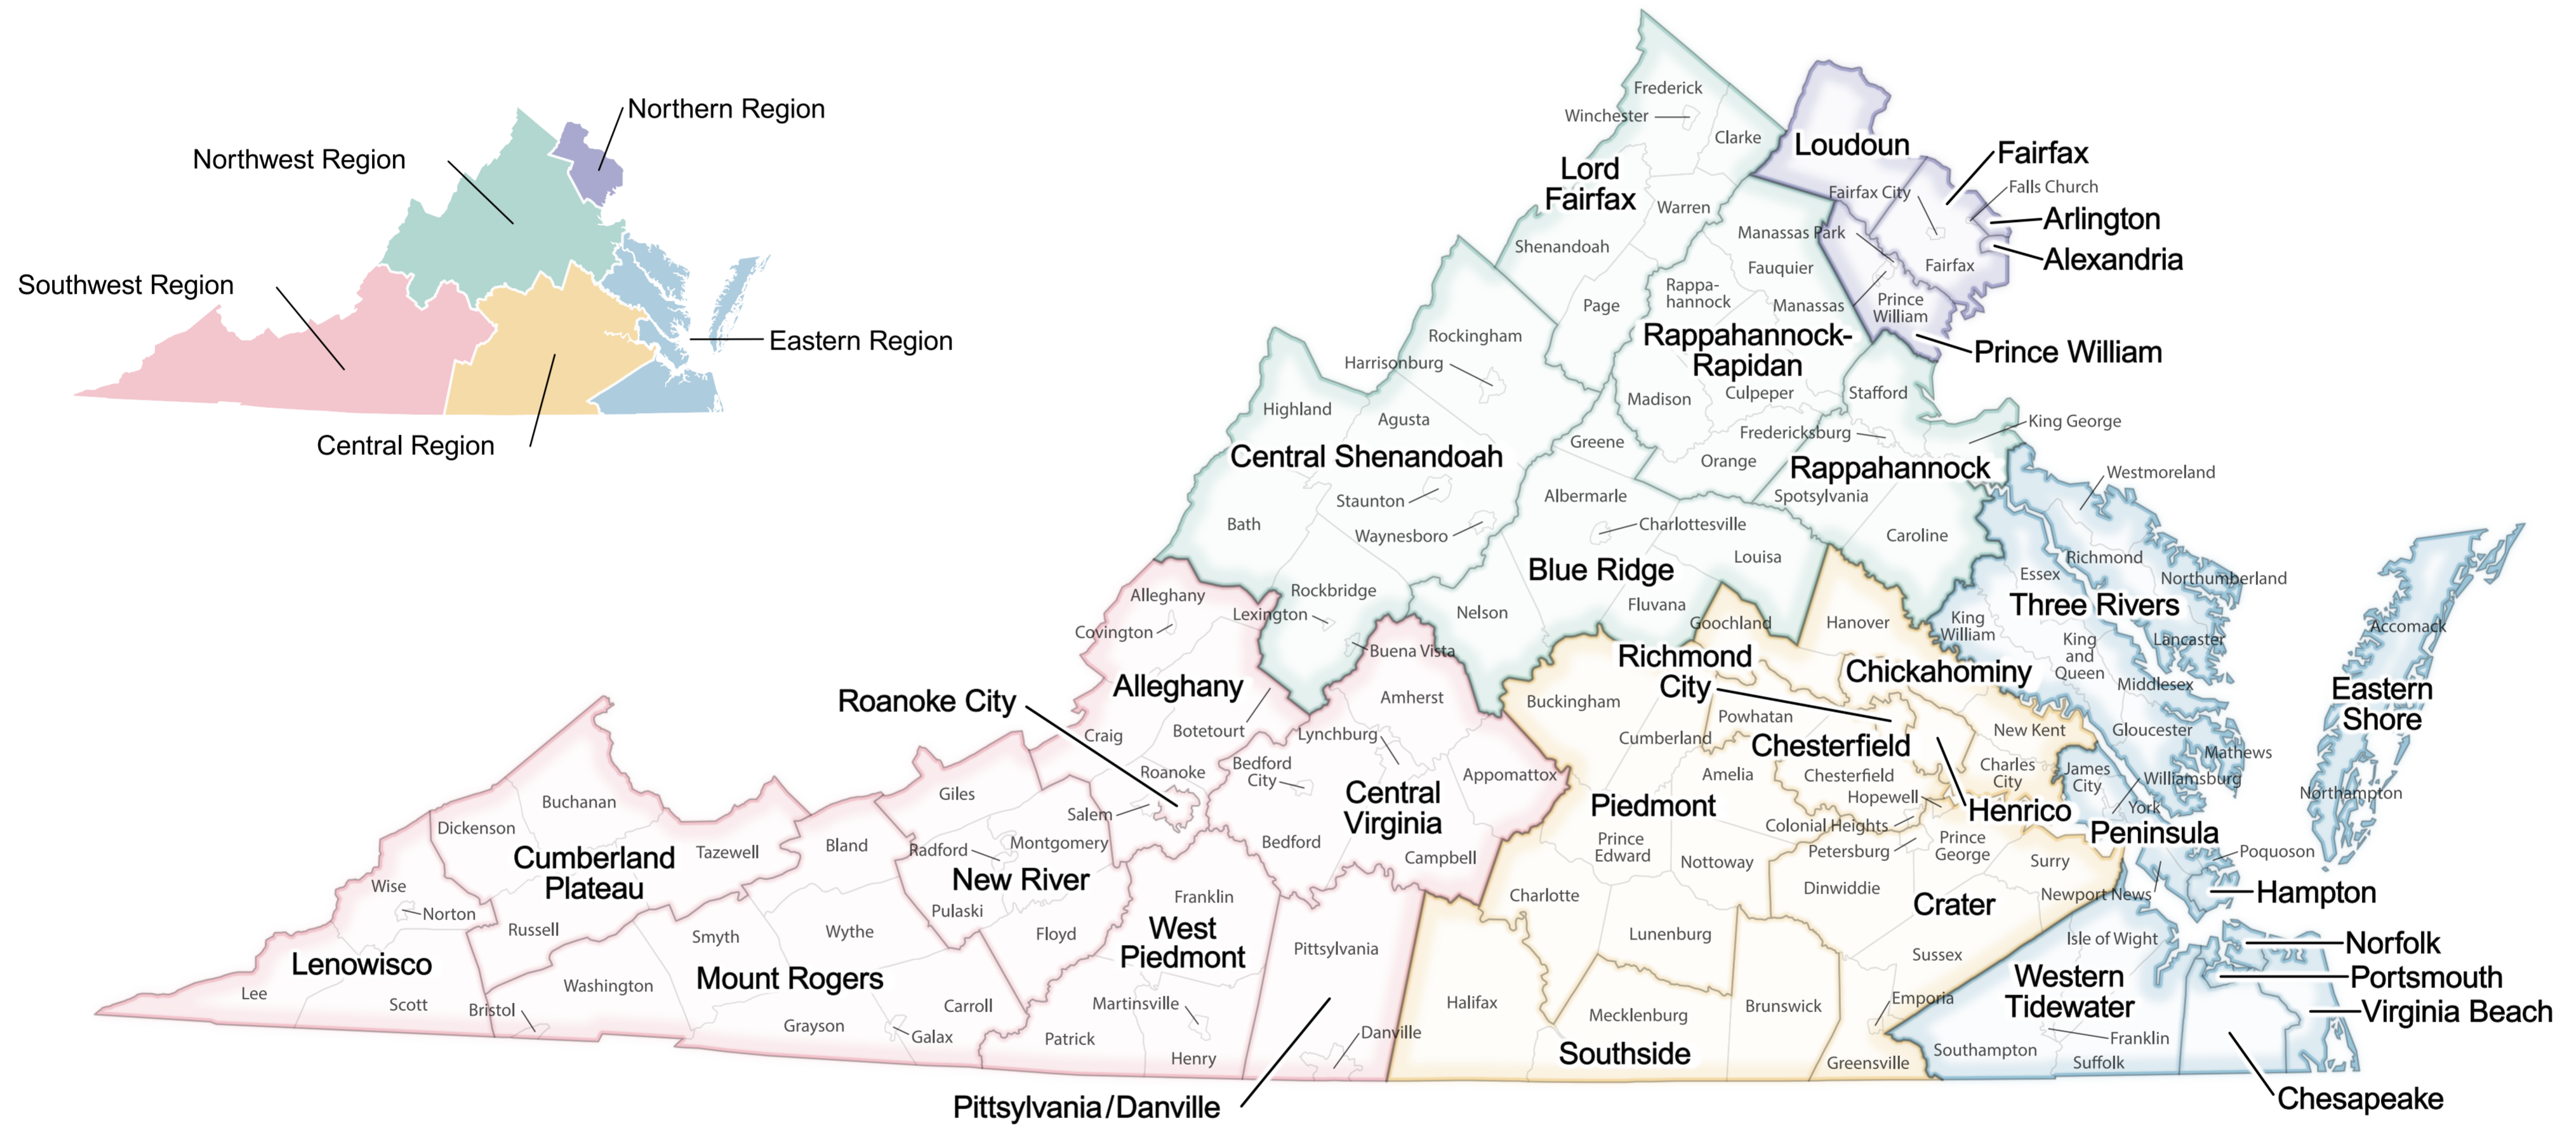 Northern Region
Northwest Region
Southwest Region
Eastern Region
Central Region
Frederick
Winchester
Clarke
Lord
Fairfax
Warren
Shenandoah
Page
Loudoun
Fairfax
Fairfax City
Falls Church
Arlington
Alexandria
Manassas Park
Fairfax
Manassas
Prince
William
Prince William
Fauquier
Rappa-
hannock
Rappahannock-
Rapidan
Madison
Culpeper
Orange
Rockingham
Harrisonburg
Highland
Agusta
Central Shenandoah
Staunton
Bath
Waynesboro
Rockbridge
Lexington
Buena Vista
Stafford
King George
Fredericksburg
Rappahannock
Spotsylvania
Caroline
Greene
Albermarle
Charlottesville
Louisa
Blue Ridge
Fluvana
Nelson
Westmoreland
Richmond
Essex
Northumberland
Three Rivers
King
William
King
and
Queen
Lancaster
Middlesex
Gloucester
Mathews
Accomack
Eastern
Shore
Northampton
Alleghany
Covington
Alleghany
Roanoke City
Craig
Botetourt
Roanoke
Salem
Amherst
Lynchburg
Bedford
City
Appomattox
Central
Virginia
Bedford
Campbell
Goochland
Hanover
Richmond
City
Chickahominy
Buckingham
Powhatan
Cumberland
Chesterfield
New Kent
Amelia
Chesterfield
Charles
City
Hopewell
Henrico
Piedmont
Colonial Heights
Prince
Edward
Nottoway
Petersburg
Prince
George
Surry
Charlotte
Dinwiddie
Crater
Lunenburg
Sussex
Halifax
Mecklenburg
Brunswick
Emporia
Southside
Greensville
James
City
Williamsburg
York
Peninsula
Poquoson
Newport News
Hampton
Isle of Wight
Norfolk
Western
Tidewater
Portsmouth
Virginia Beach
Franklin
Southampton
Suffolk
Chesapeake
Buchanan
Dickenson
Cumberland
Plateau
Tazewell
Russell
Wise
Norton
Lenowisco
Lee
Scott
Bland
Smyth
Wythe
Washington
Mount Rogers
Bristol
Grayson
Carroll
Galax
Giles
Radford
Montgomery
New River
Pulaski
Floyd
Franklin
West
Piedmont
Martinsville
Patrick
Henry
Pittsylvania
Danville
Pittsylvania/Danville